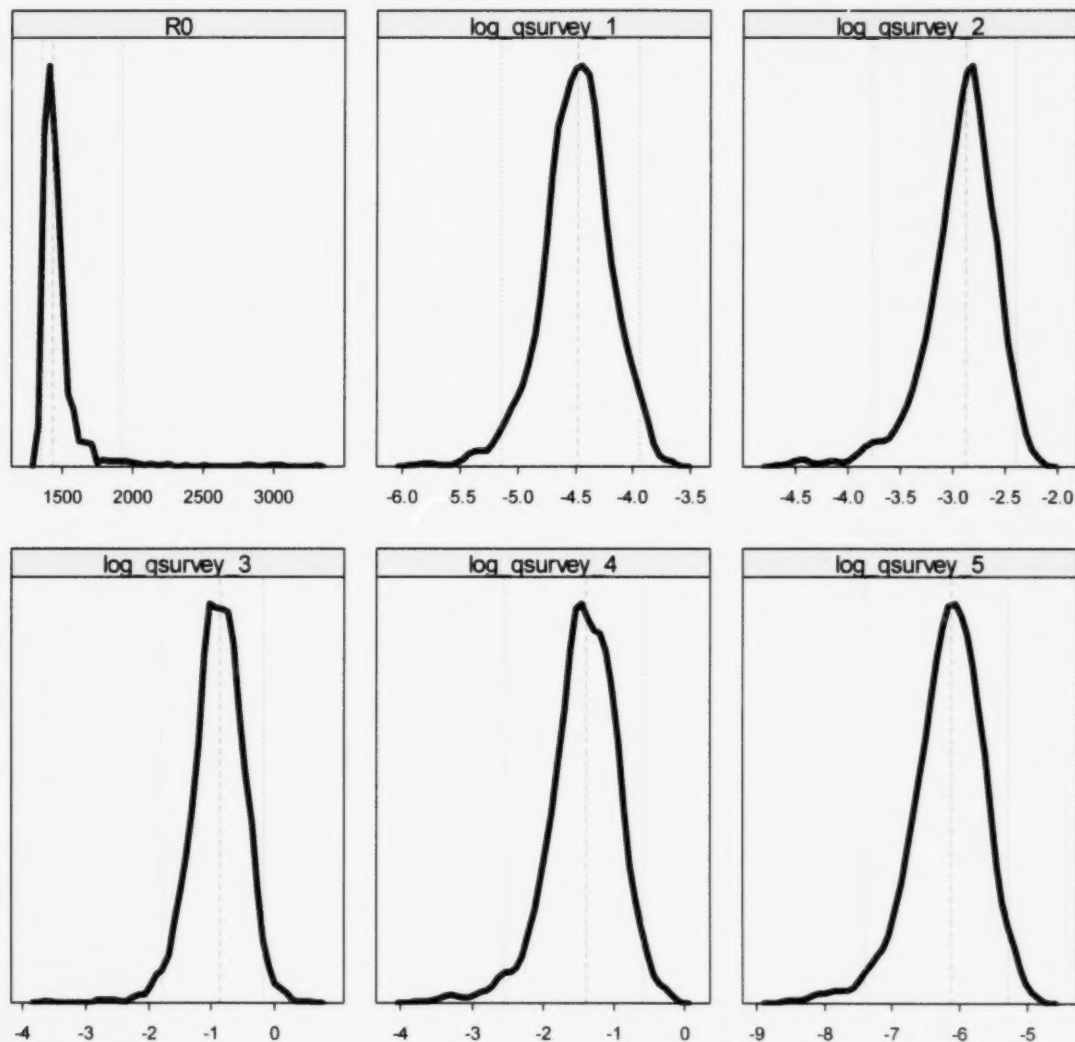 R0 log_qsurvey_1 log_qsurvey_2
1500 2000 2500 3000 -6.0 5.5 -5.0 -4.5 -4.0 -3.5 -4.5 -4.0 -3.5 -3.0 -2.5 -2.0
log_qsurvey_3 log_qsurvey_4 log_qsurvey_5
-4 -3 -2 -1 0 -4 -3 -2 -1 0 -9 -8 -7 -6 -5